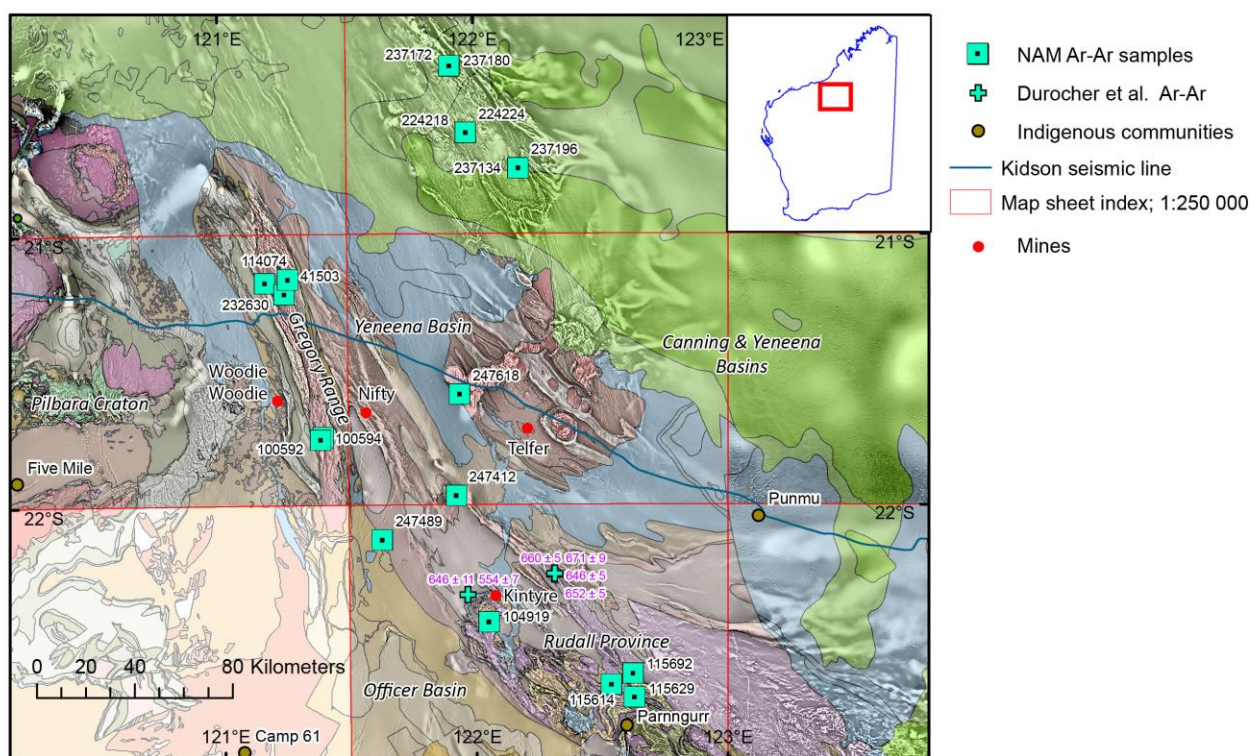 121°E
122°E
123°E
237172
237180
224218
224224
237196
237134
21°S
21°S
114074
41503
232630
Gregory Range
Yeneena Basin
Canning & Yeneena
Basins
Woodie
Woodie
Nifty
247618
Pilbara Craton
Telfer
100592
100594
Five Mile
247412
Punmu
22°S
22°S
247489
660 ± 5 671 ± 9
646 ± 11 554 ± 7
646 ± 5
652 ± 5
Kintyre
104919
Rudall Province
0 20 40 80 Kilometers
115692
115629
115614
Officer Basin
Parnngurr
121°E
Camp 61
122°E
123°E
NAM Ar-Ar samples
Durocher et al. Ar-Ar
Indigenous communities
Kidson seismic line
Map sheet index; 1:250 000
Mines